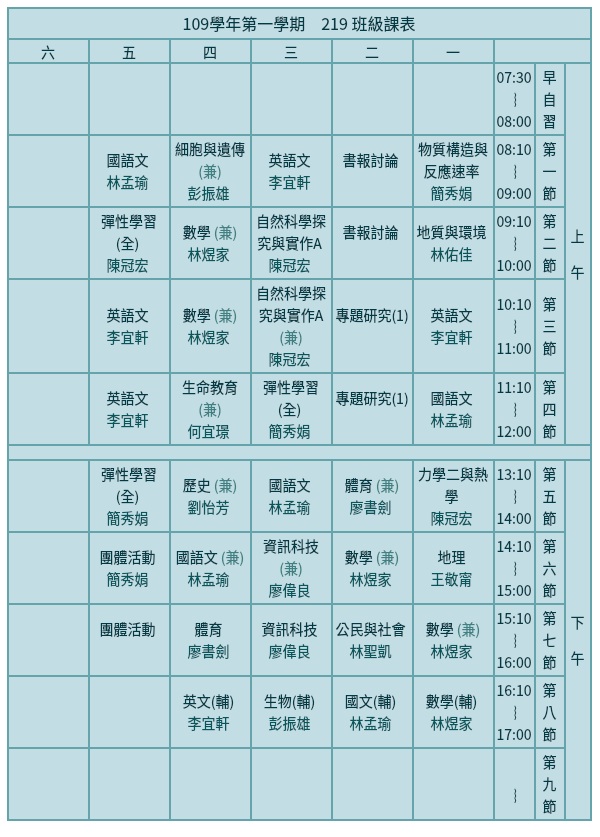 109學年第一學期　219 班級課表
六 五 四 三 二 一
07:30
︴
08:00
早
自
習
上
午
國語文
林孟瑜
細胞與遺傳
(兼)
彭振雄
英語文
李宜軒
書報討論
物質構造與
反應速率
簡秀娟
08:10
︴
09:00
第
一
節
彈性學習
(全)
陳冠宏
數學 (兼)
林煜家
自然科學探
究與實作A
陳冠宏
書報討論
地質與環境
林佑佳
09:10
︴
10:00
第
二
節
英語文
李宜軒
數學 (兼)
林煜家
自然科學探
究與實作A
(兼)
陳冠宏
專題研究(1)
英語文
李宜軒
10:10
︴
11:00
第
三
節
英語文
李宜軒
生命教育
(兼)
何宜璟
彈性學習
(全)
簡秀娟
專題研究(1)
國語文
林孟瑜
11:10
︴
12:00
第
四
節
彈性學習
(全)
簡秀娟
歷史 (兼)
劉怡芳
國語文
林孟瑜
體育 (兼)
廖書劍
力學二與熱
學
陳冠宏
13:10
︴
14:00
第
五
節
下
午
團體活動
簡秀娟
國語文 (兼)
林孟瑜
資訊科技
(兼)
廖偉良
數學 (兼)
林煜家
地理
王敬甯
14:10
︴
15:00
第
六
節
團體活動
體育
廖書劍
資訊科技
廖偉良
公民與社會
林聖凱
數學 (兼)
林煜家
15:10
︴
16:00
第
七
節
英文(輔)
李宜軒
生物(輔)
彭振雄
國文(輔)
林孟瑜
數學(輔)
林煜家
16:10
︴
17:00
第
八
節
︴
第
九
節